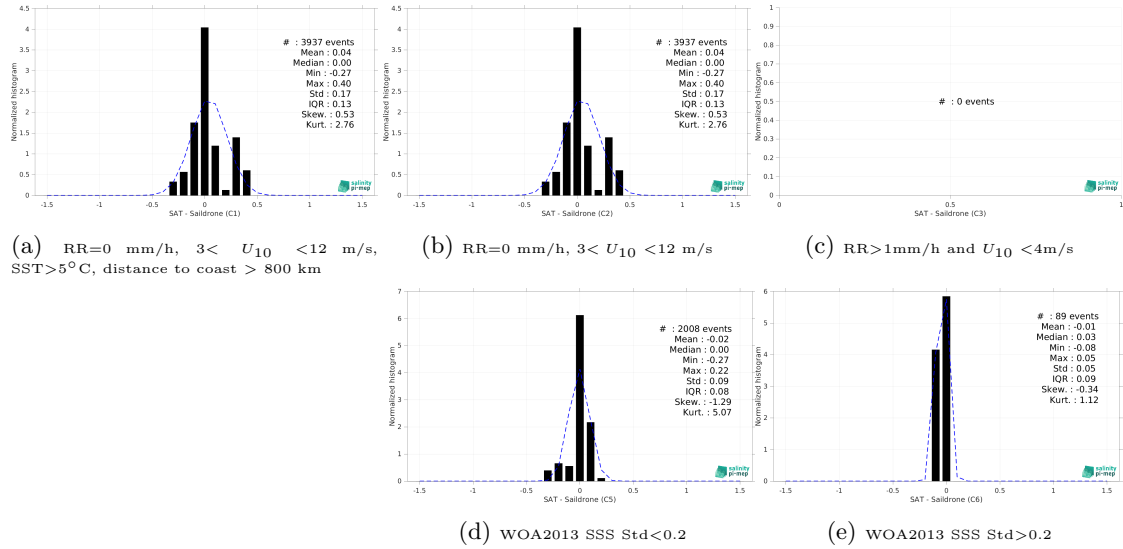 4.5
4
3.5
3
2.5
2
1.5
1
0.5
0
Normalized histogram
# : 3937 events
Mean : 0.04
Median : 0.00
Min : -0.27
Max : 0.40
Std : 0.17
IQR : 0.13
Skew. : 0.53
Kurt. : 2.76
salinity
pi-mep
-1.5 -1 -0.5 0 0.5 1 1.5
SAT - Saildrone (C1)
(a) RR=0 mm/h, 3< U10 <12 m/s,
SST>5°C, distance to coast > 800 km
4.5
4
3.5
3
2.5
2
1.5
1
0.5
0
Normalized histogram
# : 3937 events
Mean : 0.04
Median : 0.00
Min : -0.27
Max : 0.40
Std : 0.17
IQR : 0.13
Skew. : 0.53
Kurt. : 2.76
salinity
pi-mep
-1.5 -1 -0.5 0 0.5 1 1.5
SAT - Saildrone (C2)
(b) RR=0 mm/h, 3< U10 <12 m/s
1
0.9
0.8
0.7
0.6
0.5
0.4
0.3
0.2
0.1
0
Normalized histogram
# : 0 events
salinity
pi-mep
0 0.5 1
SAT - Saildrone (C3)
(c) RR>1mm/h and U10 <4m/s
7
6
5
4
3
2
1
0
Normalized histogram
# : 2008 events
Mean : -0.02
Median : 0.00
Min : -0.27
Max : 0.22
Std : 0.09
IQR : 0.08
Skew. : -1.29
Kurt. : 5.07
salinity
pi-mep
-1.5 -1 -0.5 0 0.5 1 1.5
SAT - Saildrone (C5)
(d) WOA2013 SSS Std<0.2
6
5
4
3
2
1
0
Normalized histogram
# : 89 events
Mean : -0.01
Median : 0.03
Min : -0.08
Max : 0.05
Std : 0.05
IQR : 0.09
Skew. : -0.34
Kurt. : 1.12
salinity
pi-mep
-1.5 -1 -0.5 0 0.5 1 1.5
SAT - Saildrone (C6)
(e) WOA2013 SSS Std>0.2